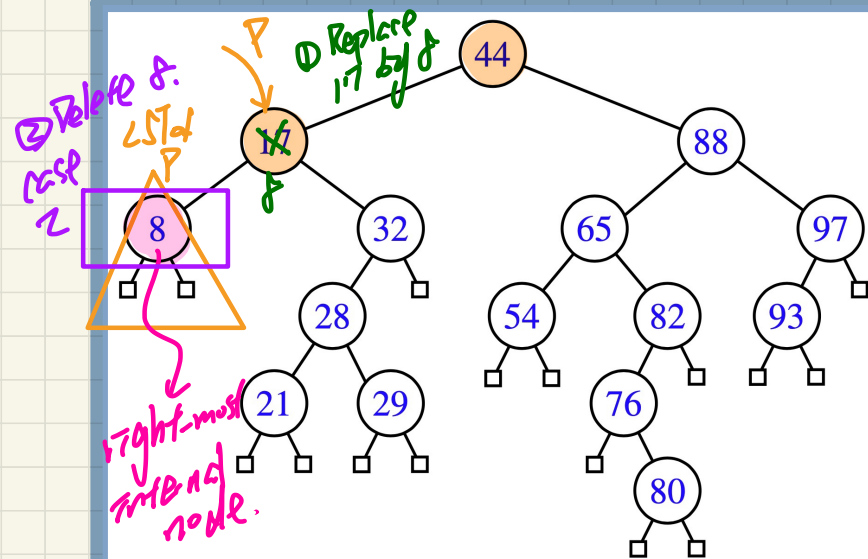 ① Replace
17 by 8
P
② Delete 8.
case
2
LST of
P
44
17
8
88
8
32
65
97
28
54
82
93
21
29
76
80
right-most
internal
node.